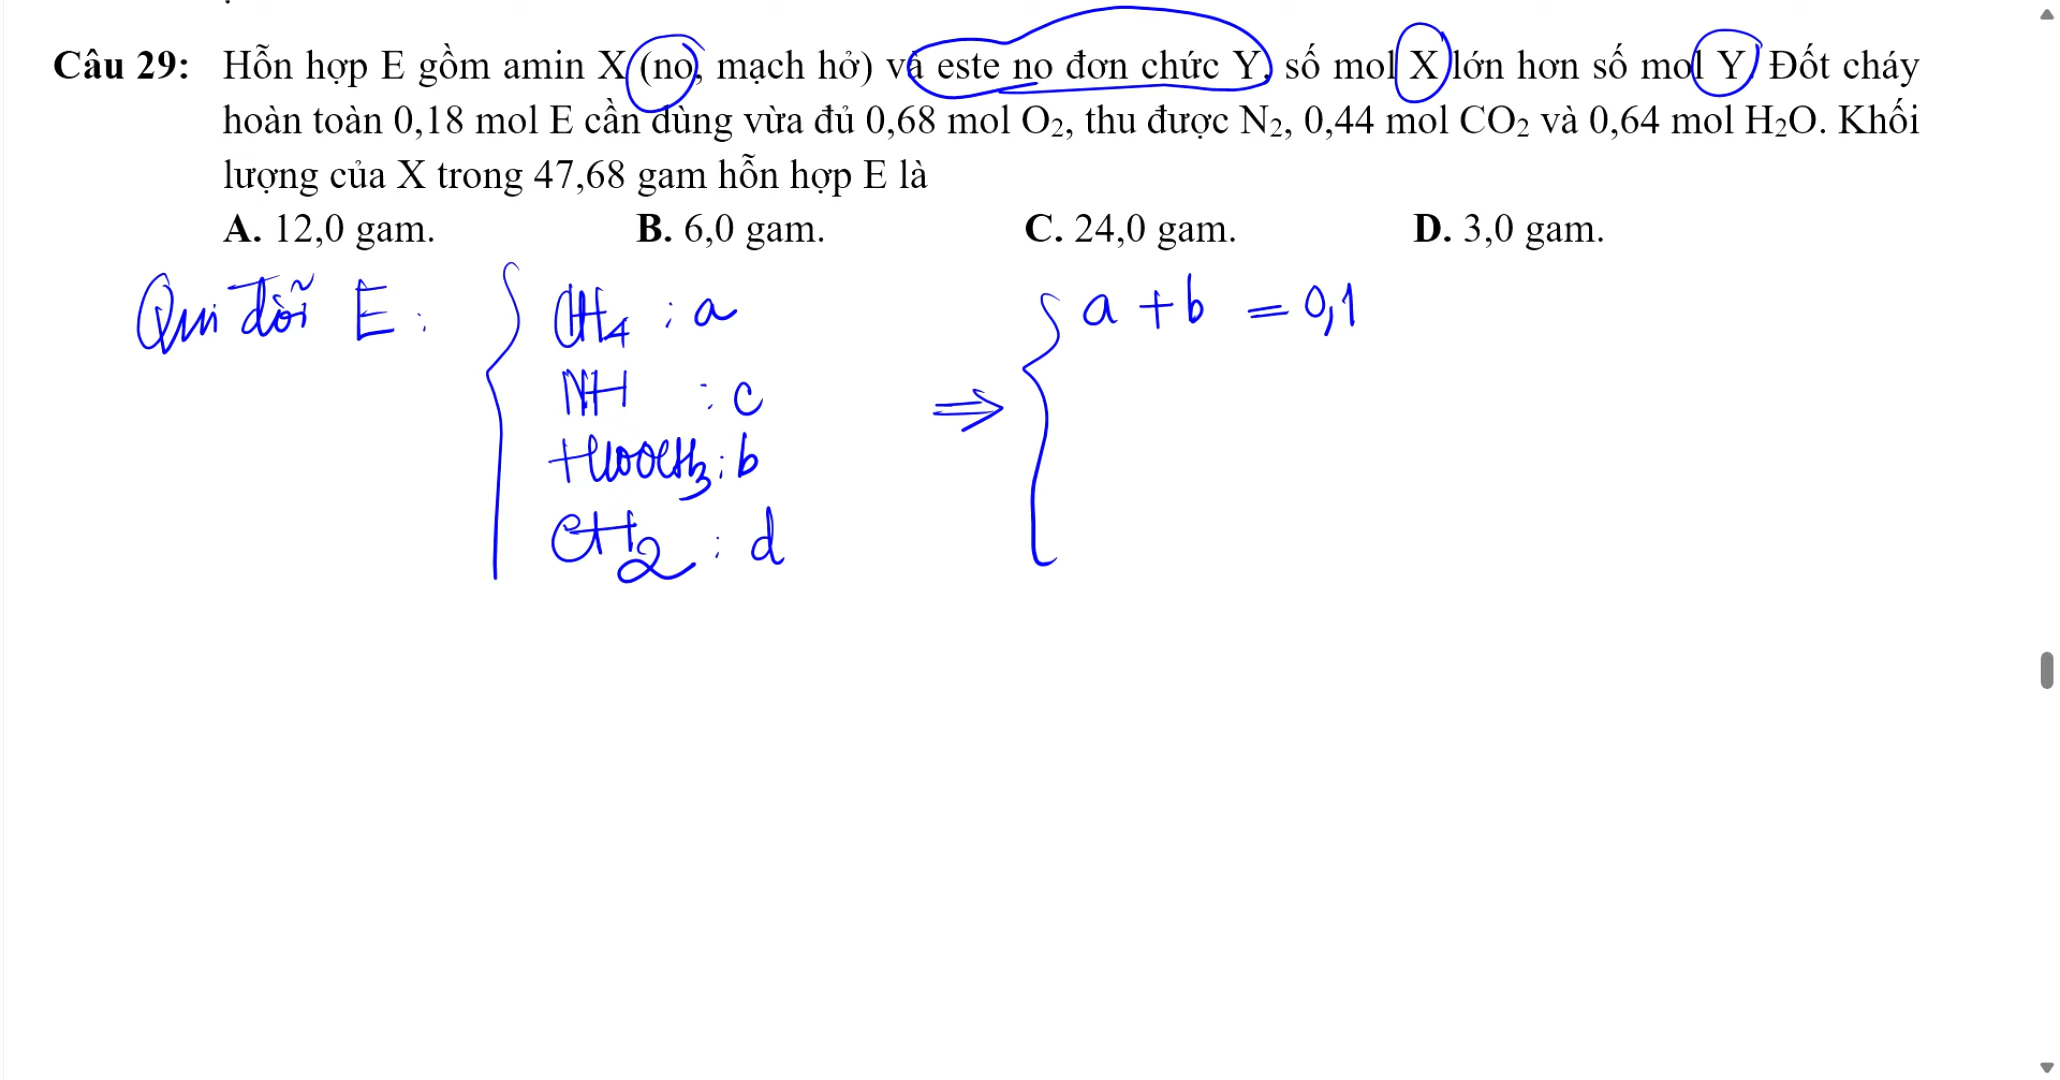 Câu 29: Hỗn hợp E gồm amin X (no, mạch hở) và este no đơn chức Y, số mol X lớn hơn số mol Y. Đốt cháy
hoàn toàn 0,18 mol E cần dùng vừa đủ 0,68 mol O₂, thu được N₂, 0,44 mol CO₂ và 0,64 mol H₂O. Khối
lượng của X trong 47,68 gam hỗn hợp E là
A. 12,0 gam. B. 6,0 gam. C. 24,0 gam. D. 3,0 gam.
Qui đổi E : { CH₄ : a ⇒ { a + b = 0,1
NH : c
HCOOCH₃ : b
CH₂ : d